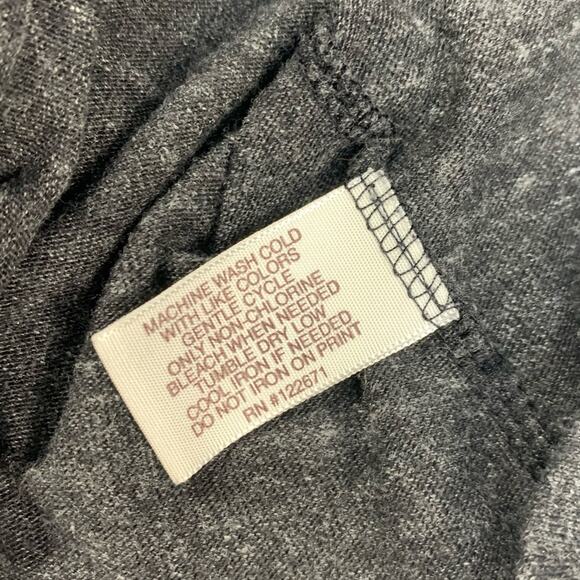 MACHINE WASH COLD
WITH LIKE COLORS
GENTLE CYCLE
ONLY NON-CHLORINE
BLEACH WHEN NEEDED
TUMBLE DRY LOW
COOL IRON IF NEEDED
DO NOT IRON ON PRINT
RN #122671